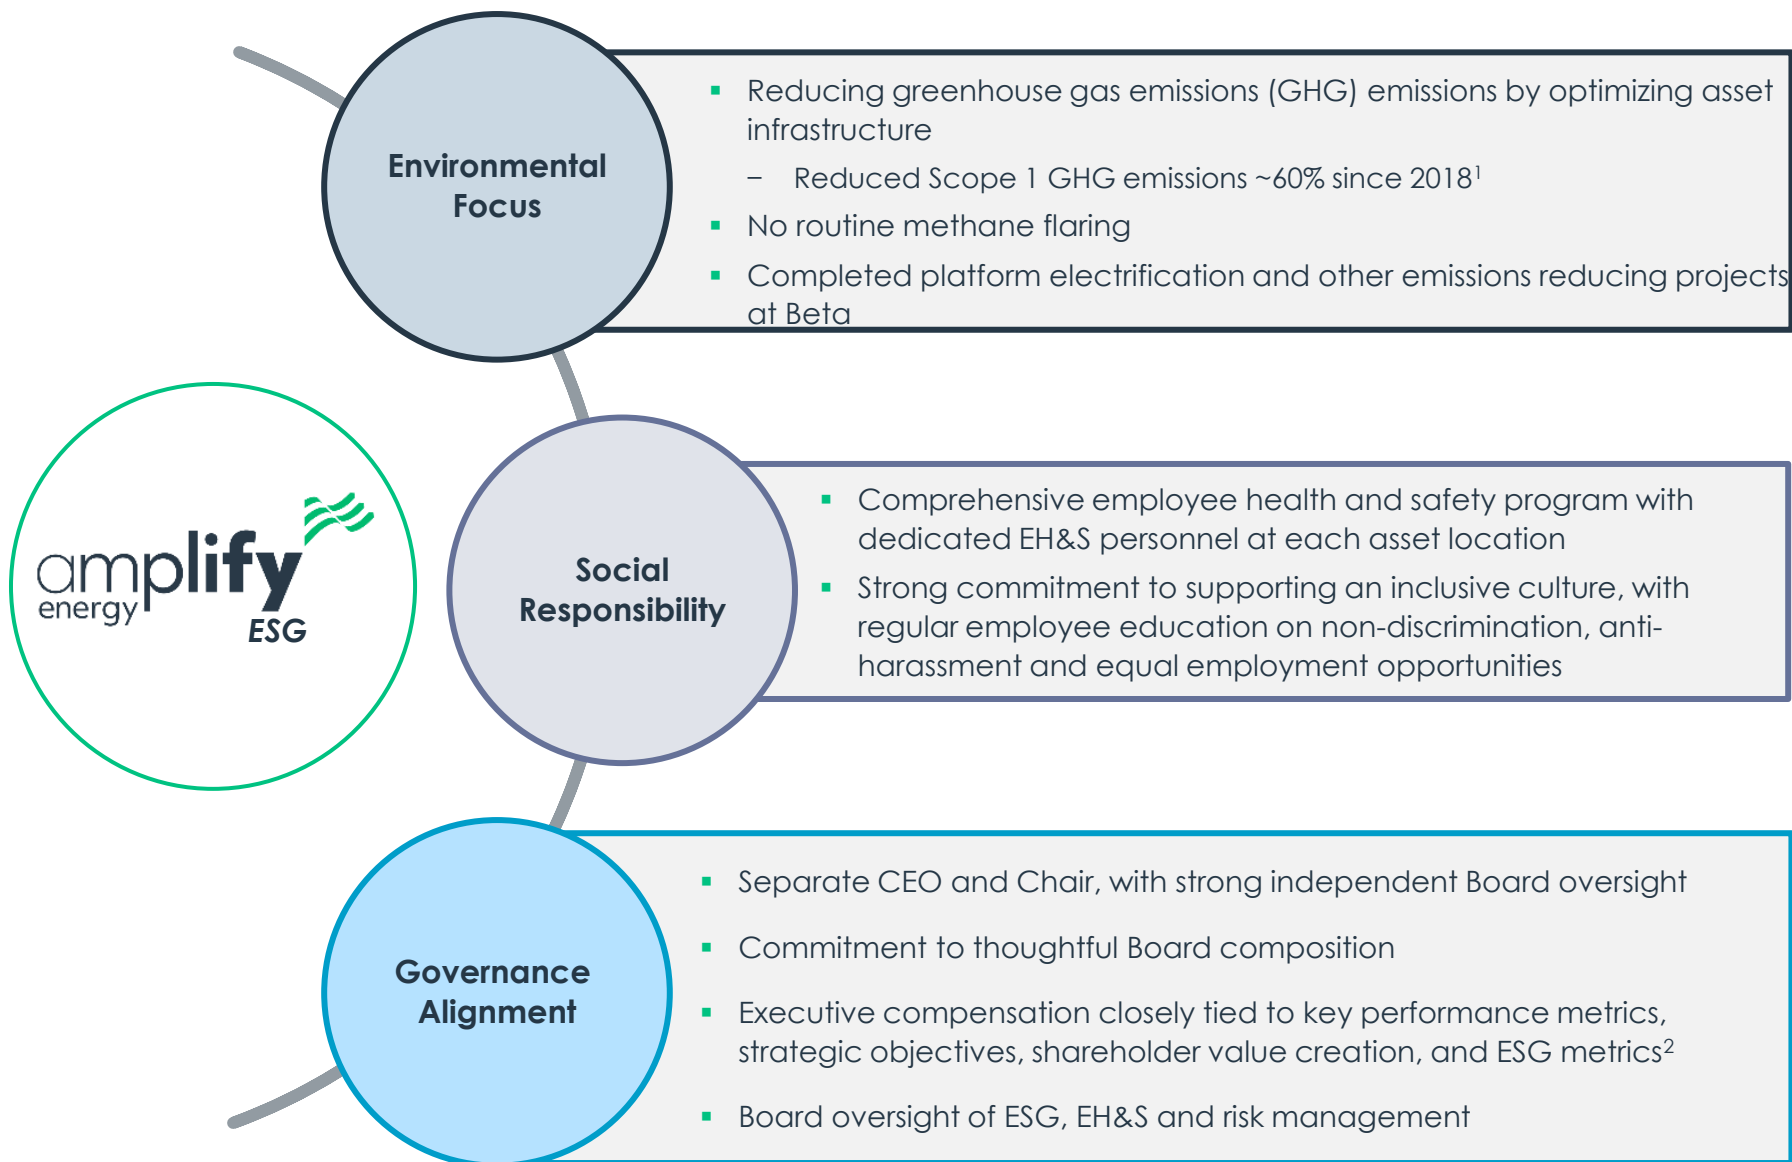 Environmental
Focus
▪ Reducing greenhouse gas emissions (GHG) emissions by optimizing asset
infrastructure
– Reduced Scope 1 GHG emissions ~60% since 2018¹
▪ No routine methane flaring
▪ Completed platform electrification and other emissions reducing projects
at Beta
amplify
energy
ESG
Social
Responsibility
▪ Comprehensive employee health and safety program with
dedicated EH&S personnel at each asset location
▪ Strong commitment to supporting an inclusive culture, with
regular employee education on non-discrimination, anti-
harassment and equal employment opportunities
Governance
Alignment
▪ Separate CEO and Chair, with strong independent Board oversight
▪ Commitment to thoughtful Board composition
▪ Executive compensation closely tied to key performance metrics,
strategic objectives, shareholder value creation, and ESG metrics²
▪ Board oversight of ESG, EH&S and risk management